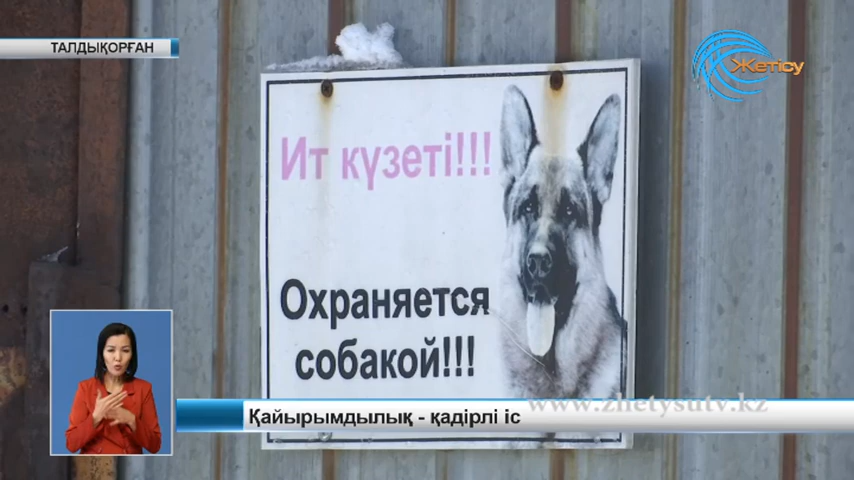 ТАЛДЫҚОРҒАН
Жетісу
Ит күзеті!!!
Охраняется
собакой!!!
www.zhetysutv.kz
Қайырымдылық - қадірлі іс